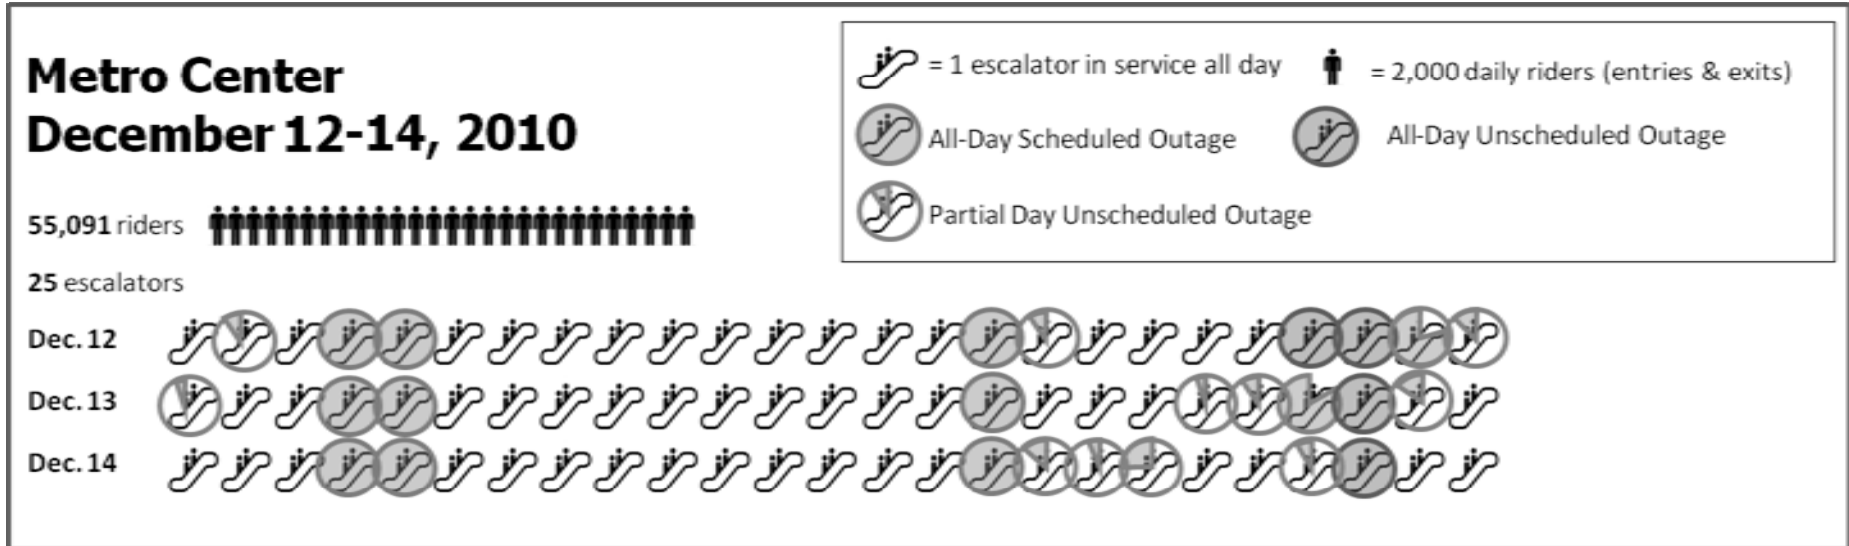 Metro Center
December 12-14, 2010
= 1 escalator in service all day
= 2,000 daily riders (entries & exits)
All-Day Scheduled Outage
All-Day Unscheduled Outage
Partial Day Unscheduled Outage
55,091 riders
25 escalators
Dec. 12
Dec. 13
Dec. 14